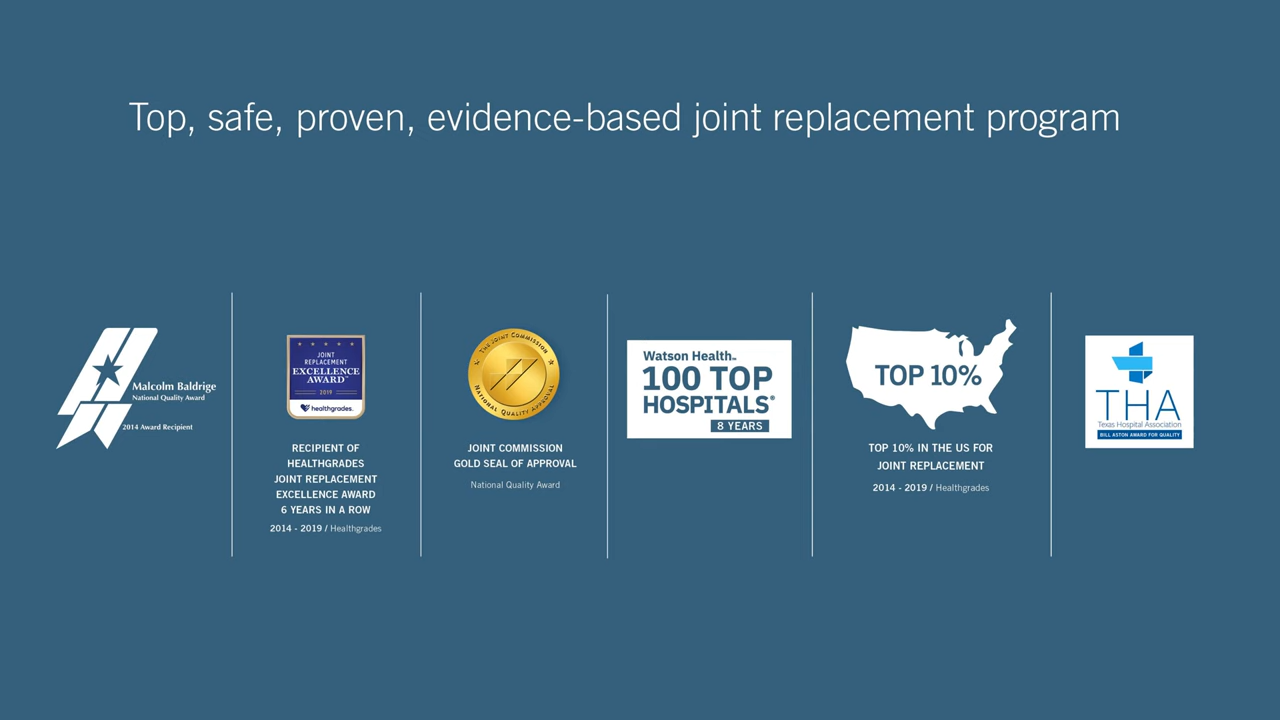 Top, safe, proven, evidence-based joint replacement program
Malcolm Baldrige
National Quality Award
2014 Award Recipient
JOINT
REPLACEMENT
EXCELLENCE
AWARD™
2019
healthgrades.
RECIPIENT OF
HEALTHGRADES
JOINT REPLACEMENT
EXCELLENCE AWARD
6 YEARS IN A ROW
2014 - 2019 / Healthgrades
THE JOINT COMMISSION
NATIONAL QUALITY APPROVAL
JOINT COMMISSION
GOLD SEAL OF APPROVAL
National Quality Award
Watson Health™
100 TOP
HOSPITALS®
8 YEARS
TOP 10%
TOP 10% IN THE US FOR
JOINT REPLACEMENT
2014 - 2019 / Healthgrades
THA
Texas Hospital Association
BILL ASTON AWARD FOR QUALITY